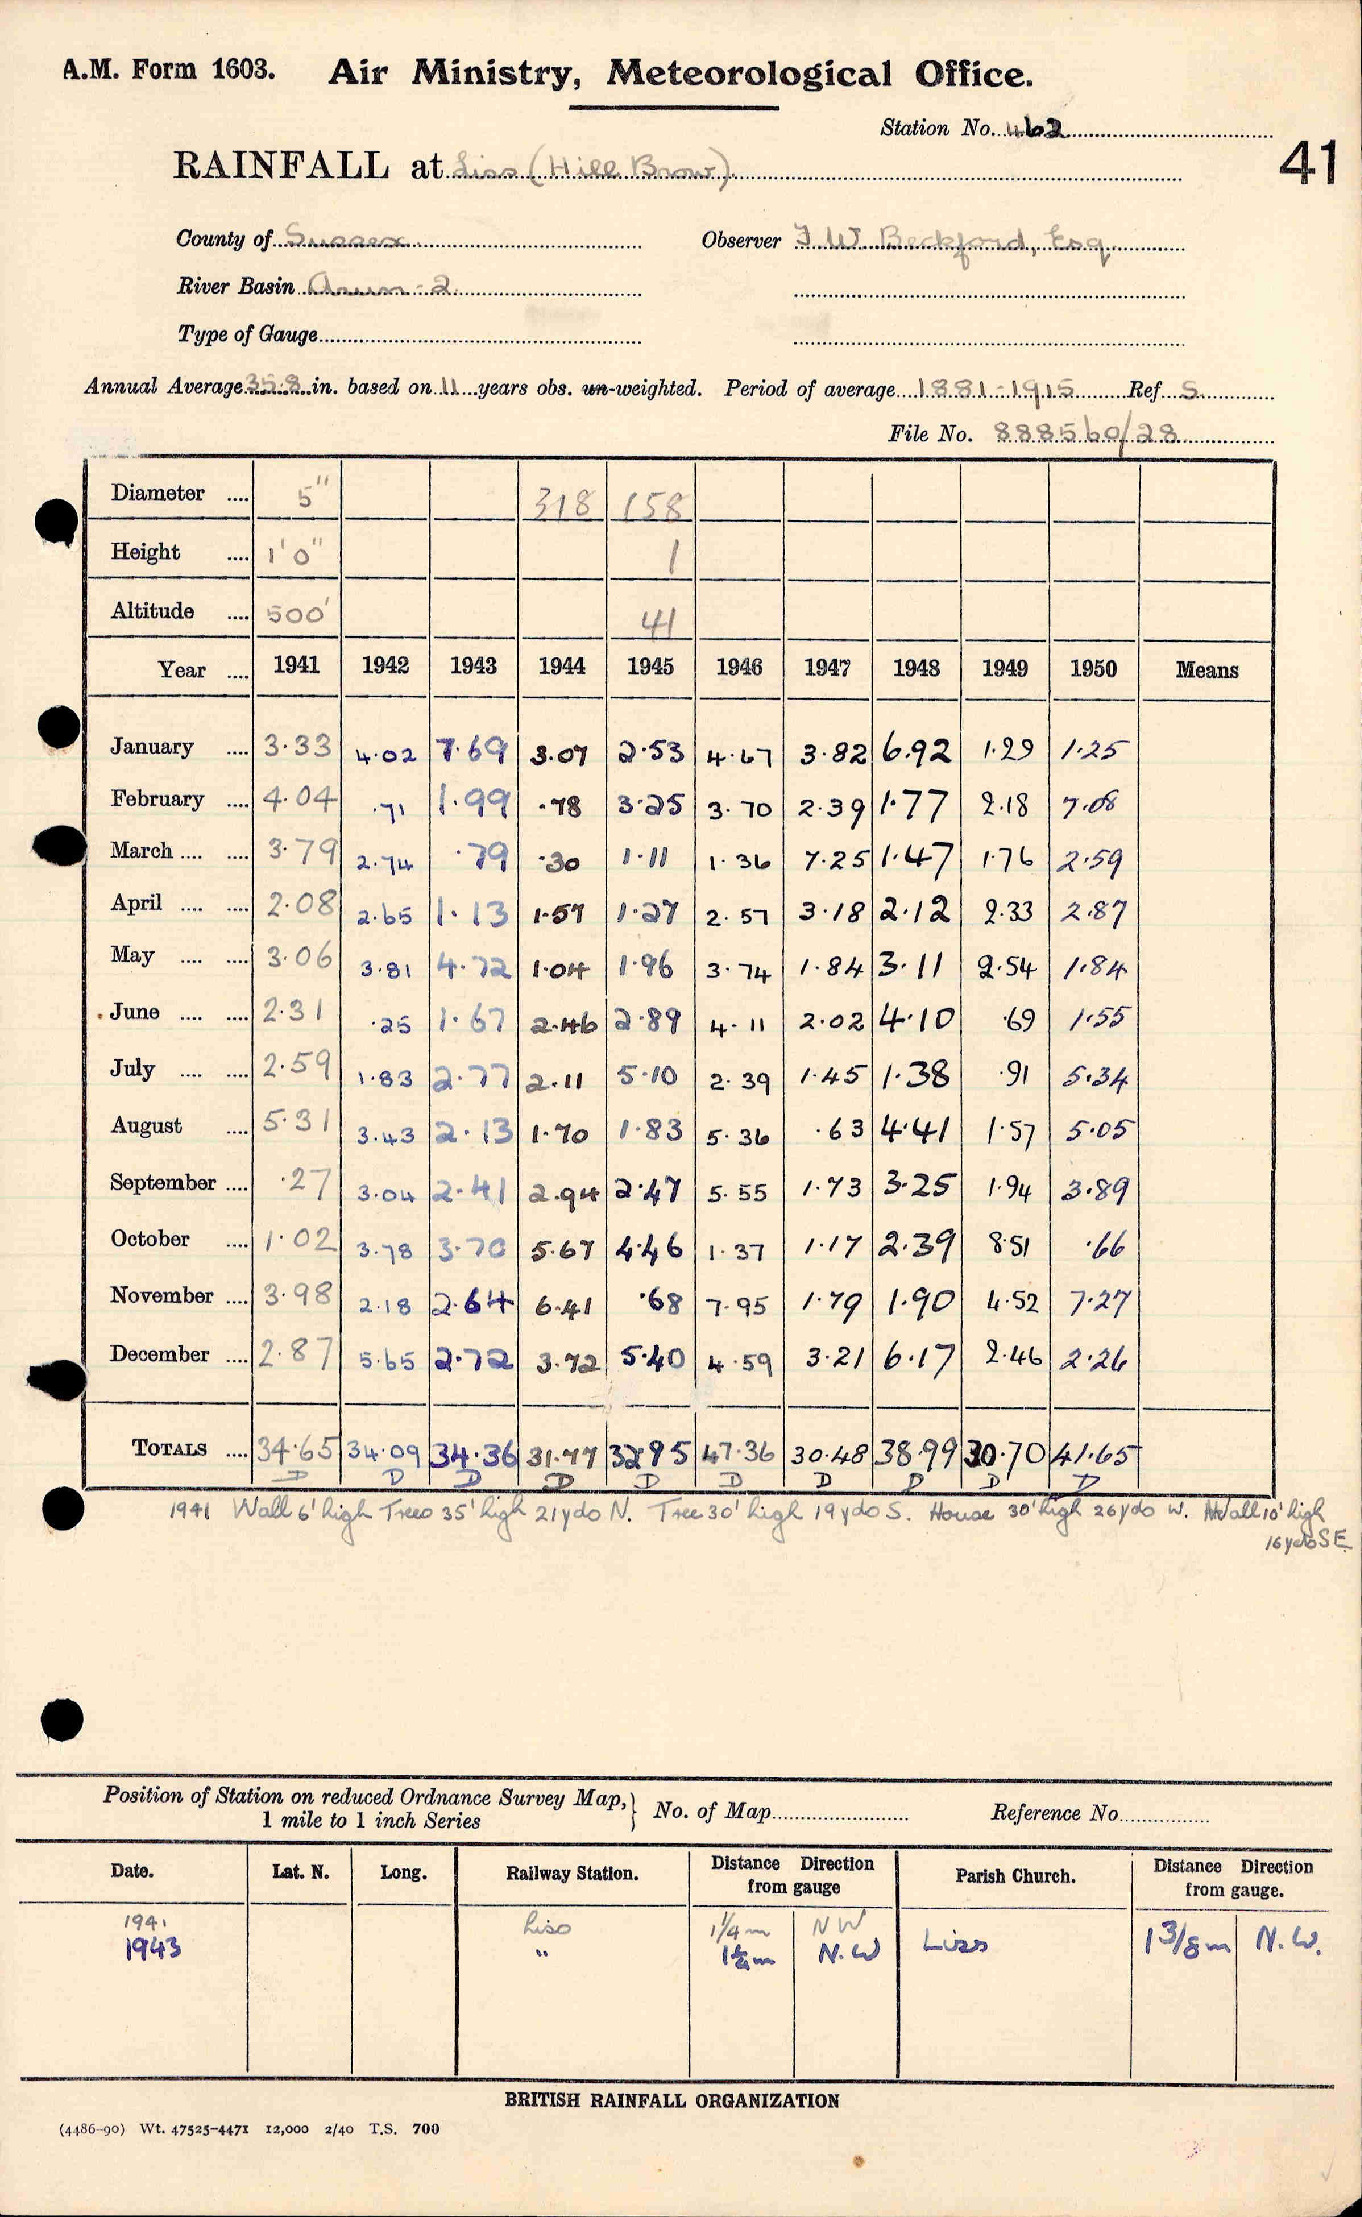 A.M. Form 1603. Air Ministry, Meteorological Office.
Station No. 462
41
RAINFALL at Liss (Hill Brow)
County of Sussex Observer F W Beckford, Esq
River Basin Arun-2
Type of Gauge
Annual Average 35.8 in. based on 11 years obs. un-weighted. Period of average 1881-1915 Ref S
File No. 888560/28
Diameter .... 5" 318 158
Height .... 1'0" 1
Altitude .... 500' 41
Year .... 1941 1942 1943 1944 1945 1946 1947 1948 1949 1950 Means
January .... 3.33 4.02 7.69 3.07 2.53 4.67 3.82 6.92 1.29 1.25
February .... 4.04 .71 1.99 .78 3.25 3.70 2.39 1.77 2.18 7.08
March .... .... 3.79 2.74 .79 .30 1.11 1.36 7.25 1.47 1.76 2.59
April .... .... 2.08 2.65 1.13 1.57 1.27 2.57 3.18 2.12 2.33 2.87
May .... .... 3.06 3.81 4.72 1.04 1.96 3.74 1.84 3.11 2.54 1.84
June .... .... 2.31 .25 1.67 2.46 2.89 4.11 2.02 4.10 .69 1.55
July .... .... 2.59 1.83 2.77 2.11 5.10 2.39 1.45 1.38 .91 5.34
August .... 5.31 3.43 2.13 1.70 1.83 5.36 .63 4.41 1.57 5.05
September .... .27 3.04 2.41 2.94 2.47 5.55 1.73 3.25 1.94 3.89
October .... 1.02 3.78 3.70 5.67 4.46 1.37 1.17 2.39 8.51 .66
November .... 3.98 2.18 2.64 6.41 .68 7.95 1.79 1.90 4.52 7.27
December .... 2.87 5.65 2.72 3.72 5.40 4.59 3.21 6.17 2.46 2.26
TOTALS .... 34.65 34.09 34.36 31.77 32.95 47.36 30.48 38.99 30.70 41.65
D D D D D D D D D D
1941 Wall 6' high Trees 35' high 21yds N. Tree 30' high 19yds S. House 30' high 26yds W. Wall 10' high
16yds SE
Position of Station on reduced Ordnance Survey Map, 1 mile to 1 inch Series } No. of Map Reference No.
Date. Lat. N. Long. Railway Station. Distance Direction from gauge Parish Church. Distance Direction from gauge.
1941 Liss 1¼m NW
1943 " 1¼m N.W Liss 1 3/8m N.W.
BRITISH RAINFALL ORGANIZATION
(4486-90) Wt. 47525-4471 12,000 2/40 T.S. 700